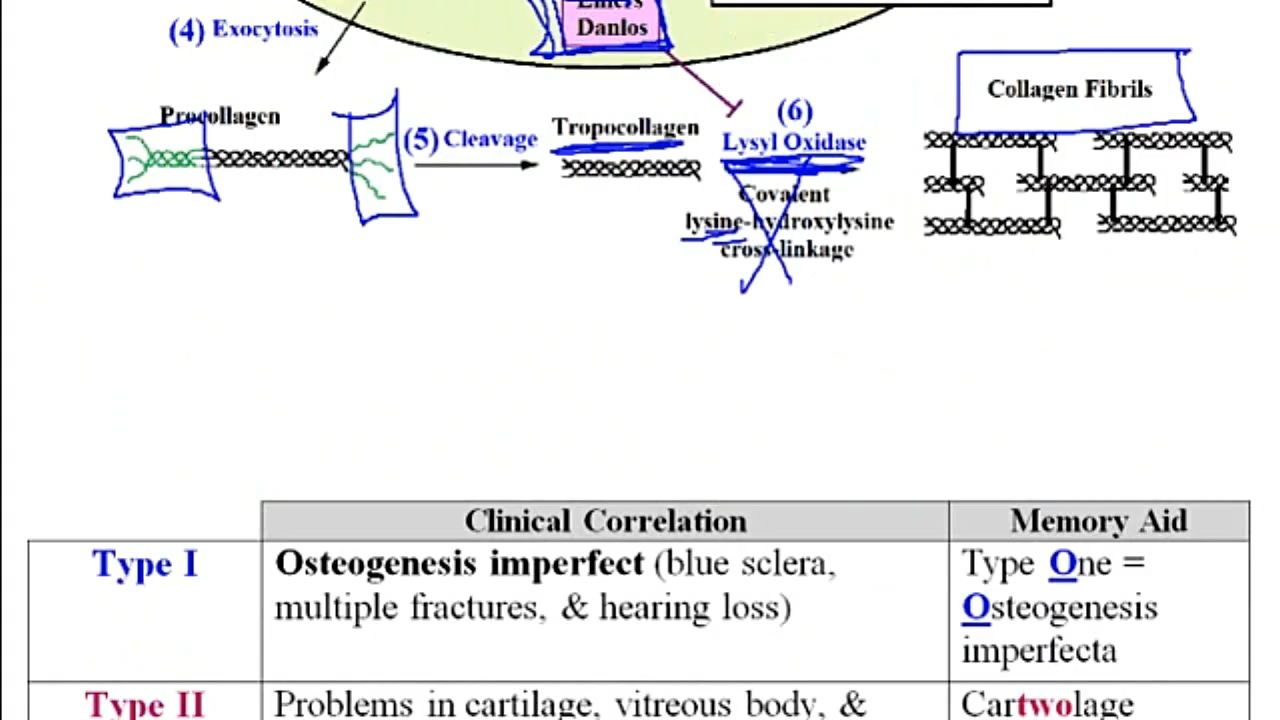 Ehlers
Danlos
(4) Exocytosis
Procollagen
(5) Cleavage
Tropocollagen
(6)
Lysyl Oxidase
Covalent
lysine-hydroxylysine
cross-linkage
Collagen Fibrils
Clinical Correlation
Memory Aid
Type I
Osteogenesis imperfect (blue sclera,
multiple fractures, & hearing loss)
Type One =
Osteogenesis
imperfecta
Type II
Problems in cartilage, vitreous body, &
Cartwolage